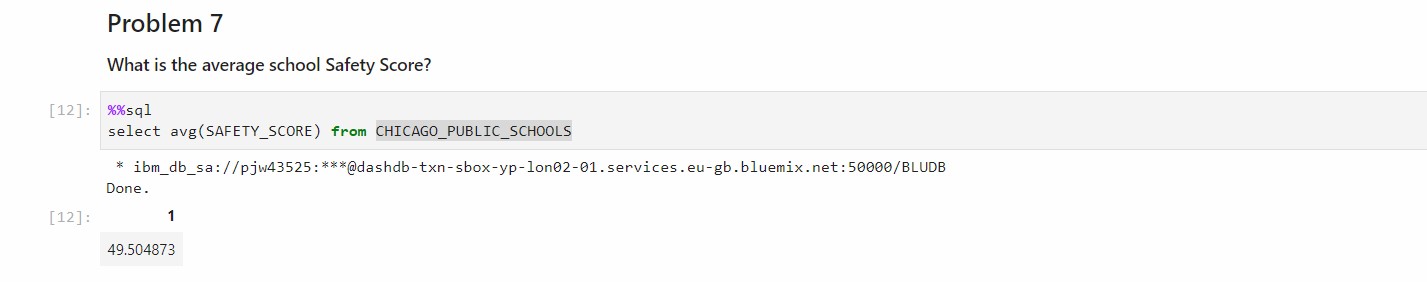 Problem 7
What is the average school Safety Score?
[12]: %%sql
select avg(SAFETY_SCORE) from CHICAGO_PUBLIC_SCHOOLS
* ibm_db_sa://pjw43525:***@dashdb-txn-sbox-yp-lon02-01.services.eu-gb.bluemix.net:50000/BLUDB
Done.
[12]: 1
49.504873